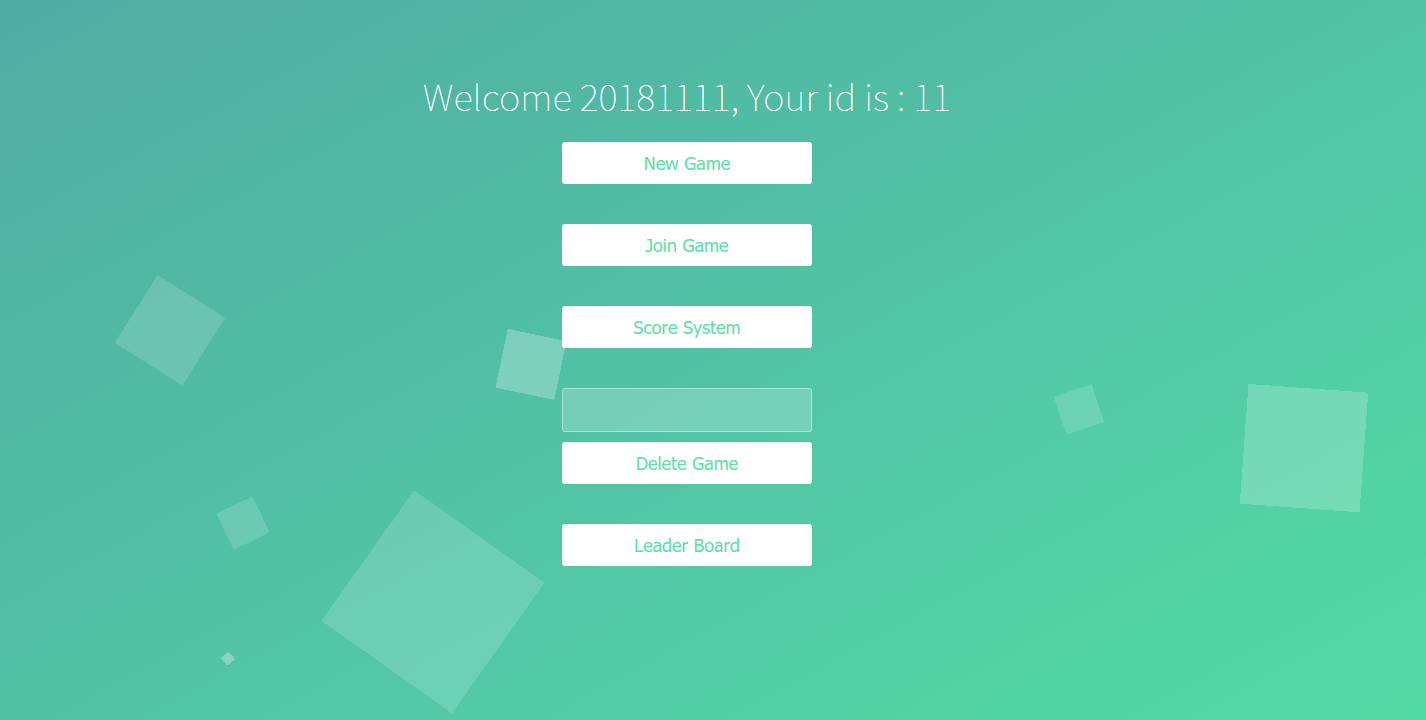 Welcome 20181111, Your id is : 11
New Game
Join Game
Score System
Delete Game
Leader Board